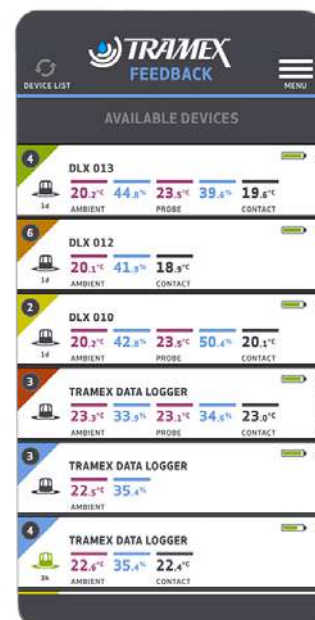 TRAMEX
FEEDBACK
DEVICE LIST
MENU
AVAILABLE DEVICES
4
DLX 013
20.2°C 44.8% 23.5°C 39.6% 19.6°C
1d AMBIENT PROBE CONTACT
6
DLX 012
20.1°C 41.9% 18.9°C
1d AMBIENT CONTACT
2
DLX 010
20.2°C 42.8% 23.5°C 50.4% 20.1°C
1d AMBIENT PROBE CONTACT
3
TRAMEX DATA LOGGER
23.3°C 33.9% 23.1°C 34.6% 23.0°C
AMBIENT PROBE CONTACT
3
TRAMEX DATA LOGGER
22.5°C 35.4%
AMBIENT
4
TRAMEX DATA LOGGER
22.6°C 35.4% 22.4°C
AMBIENT CONTACT